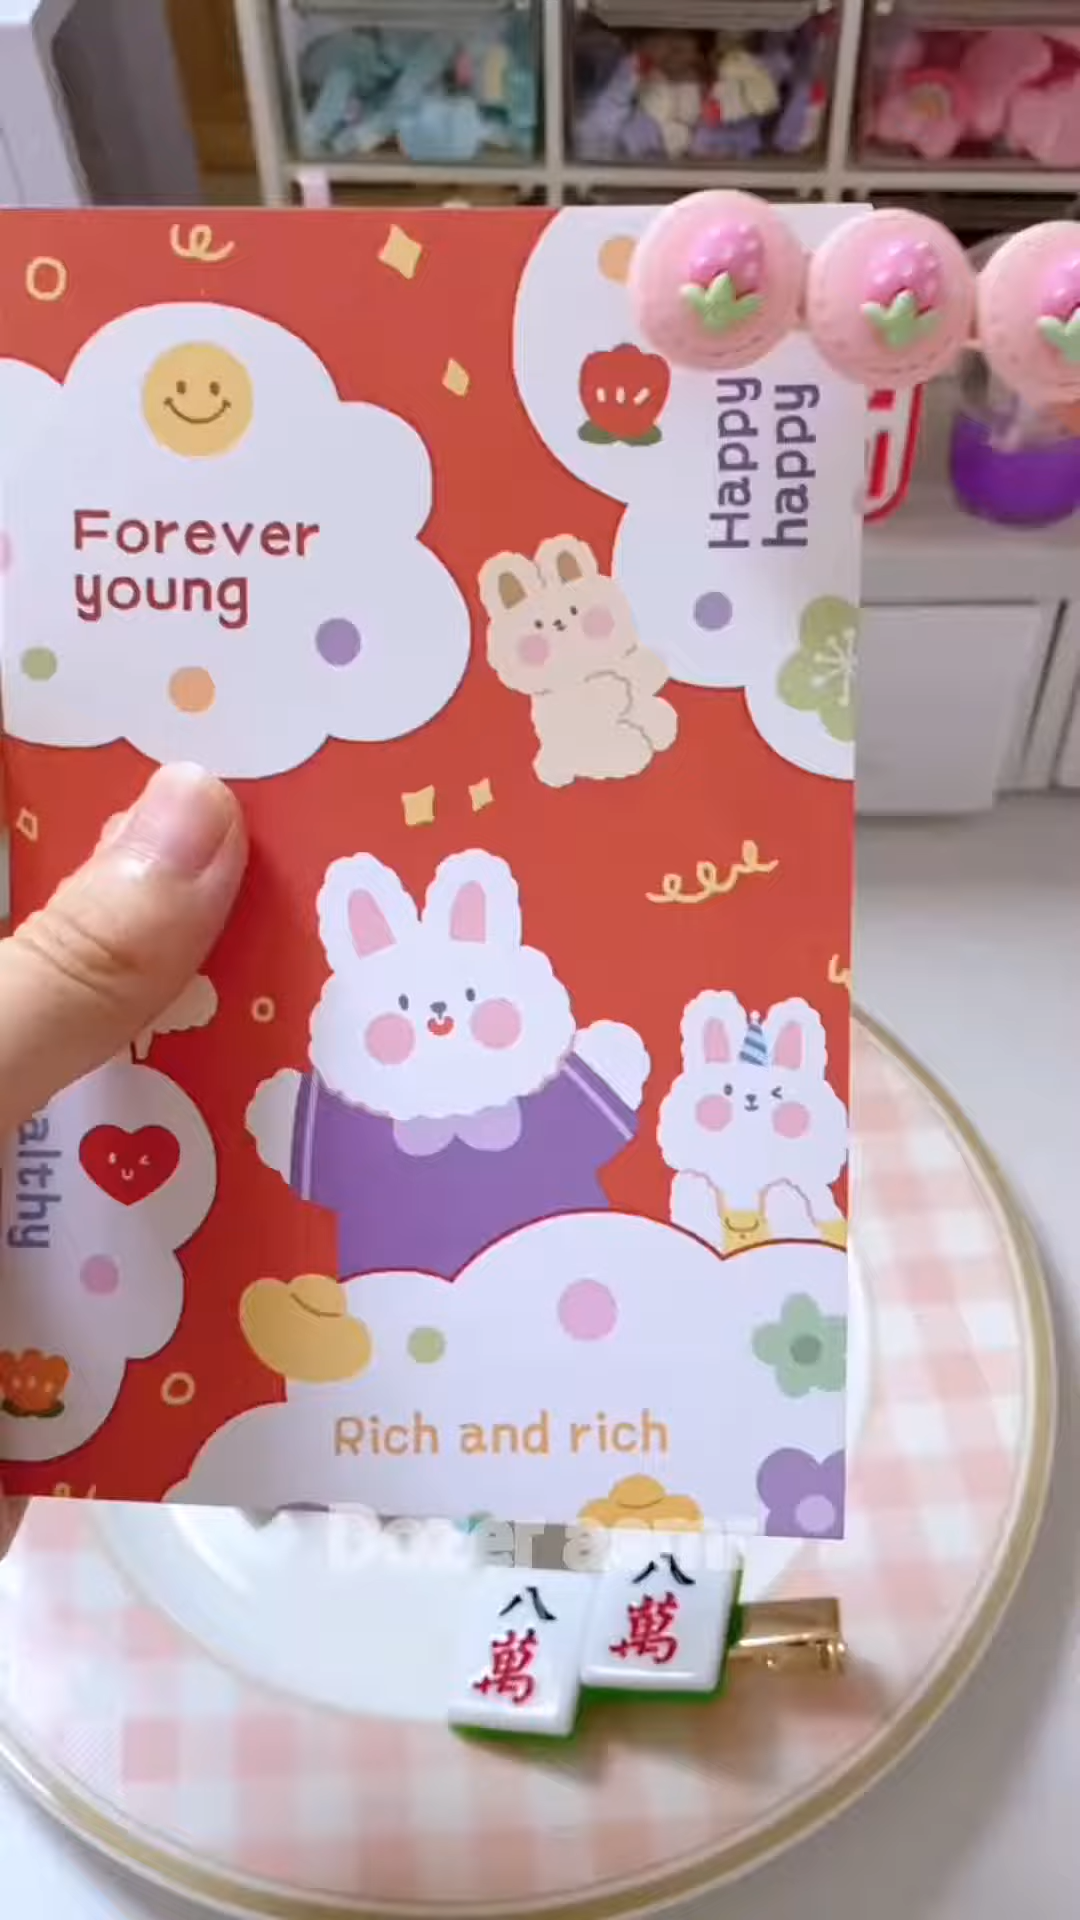 Forever
young
Happy
happy
althy
Rich and rich
八
萬
八
萬